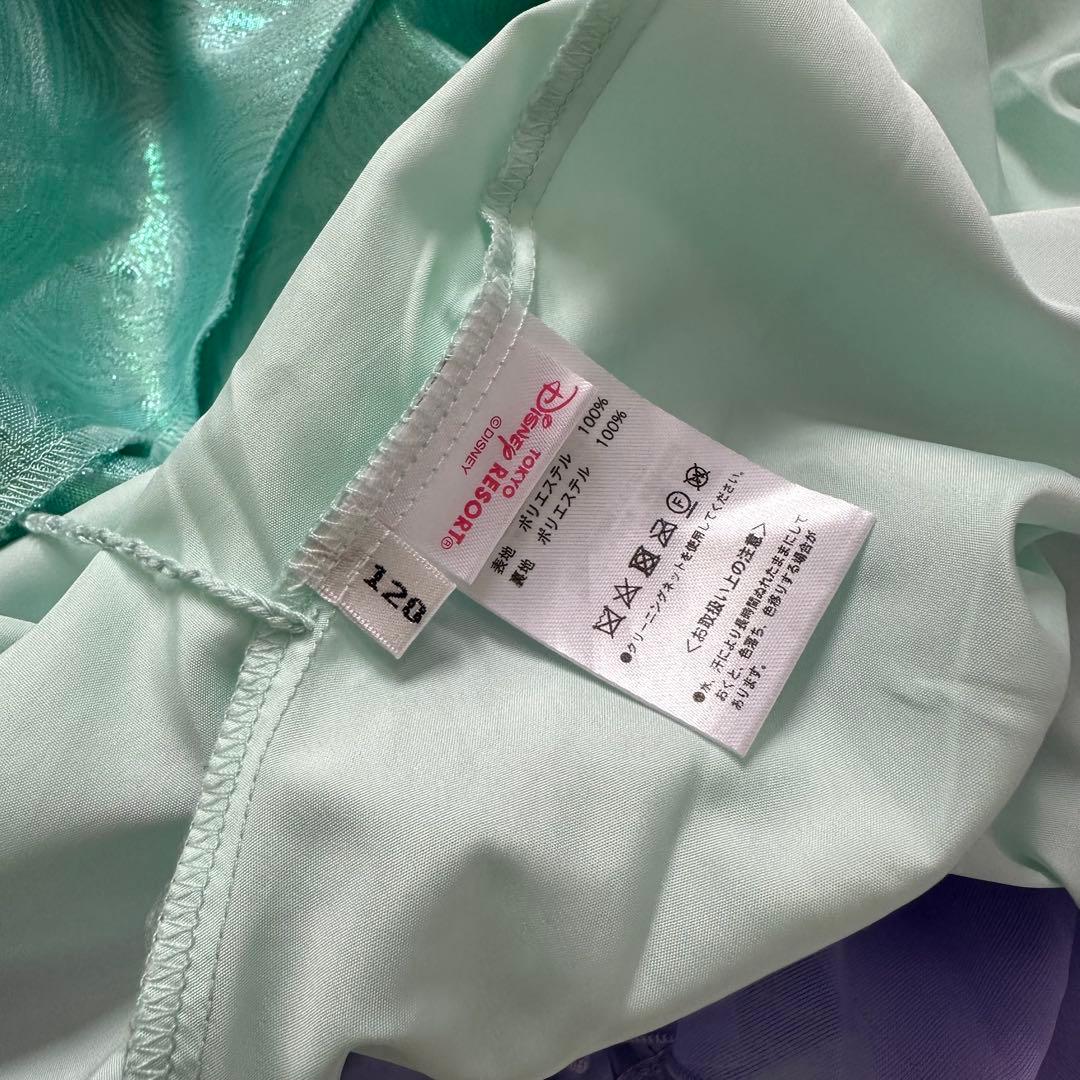 Disney
TOKYO
RESORT®
©DISNEY
120
表地 ポリエステル 100%
裏地 ポリエステル 100%
F
●クリーニングネットを使用してください。
〈お取扱い上の注意〉
●水、汗により長時間ぬれたままにして
おくと、色落ち、色移りする場合が
あります。